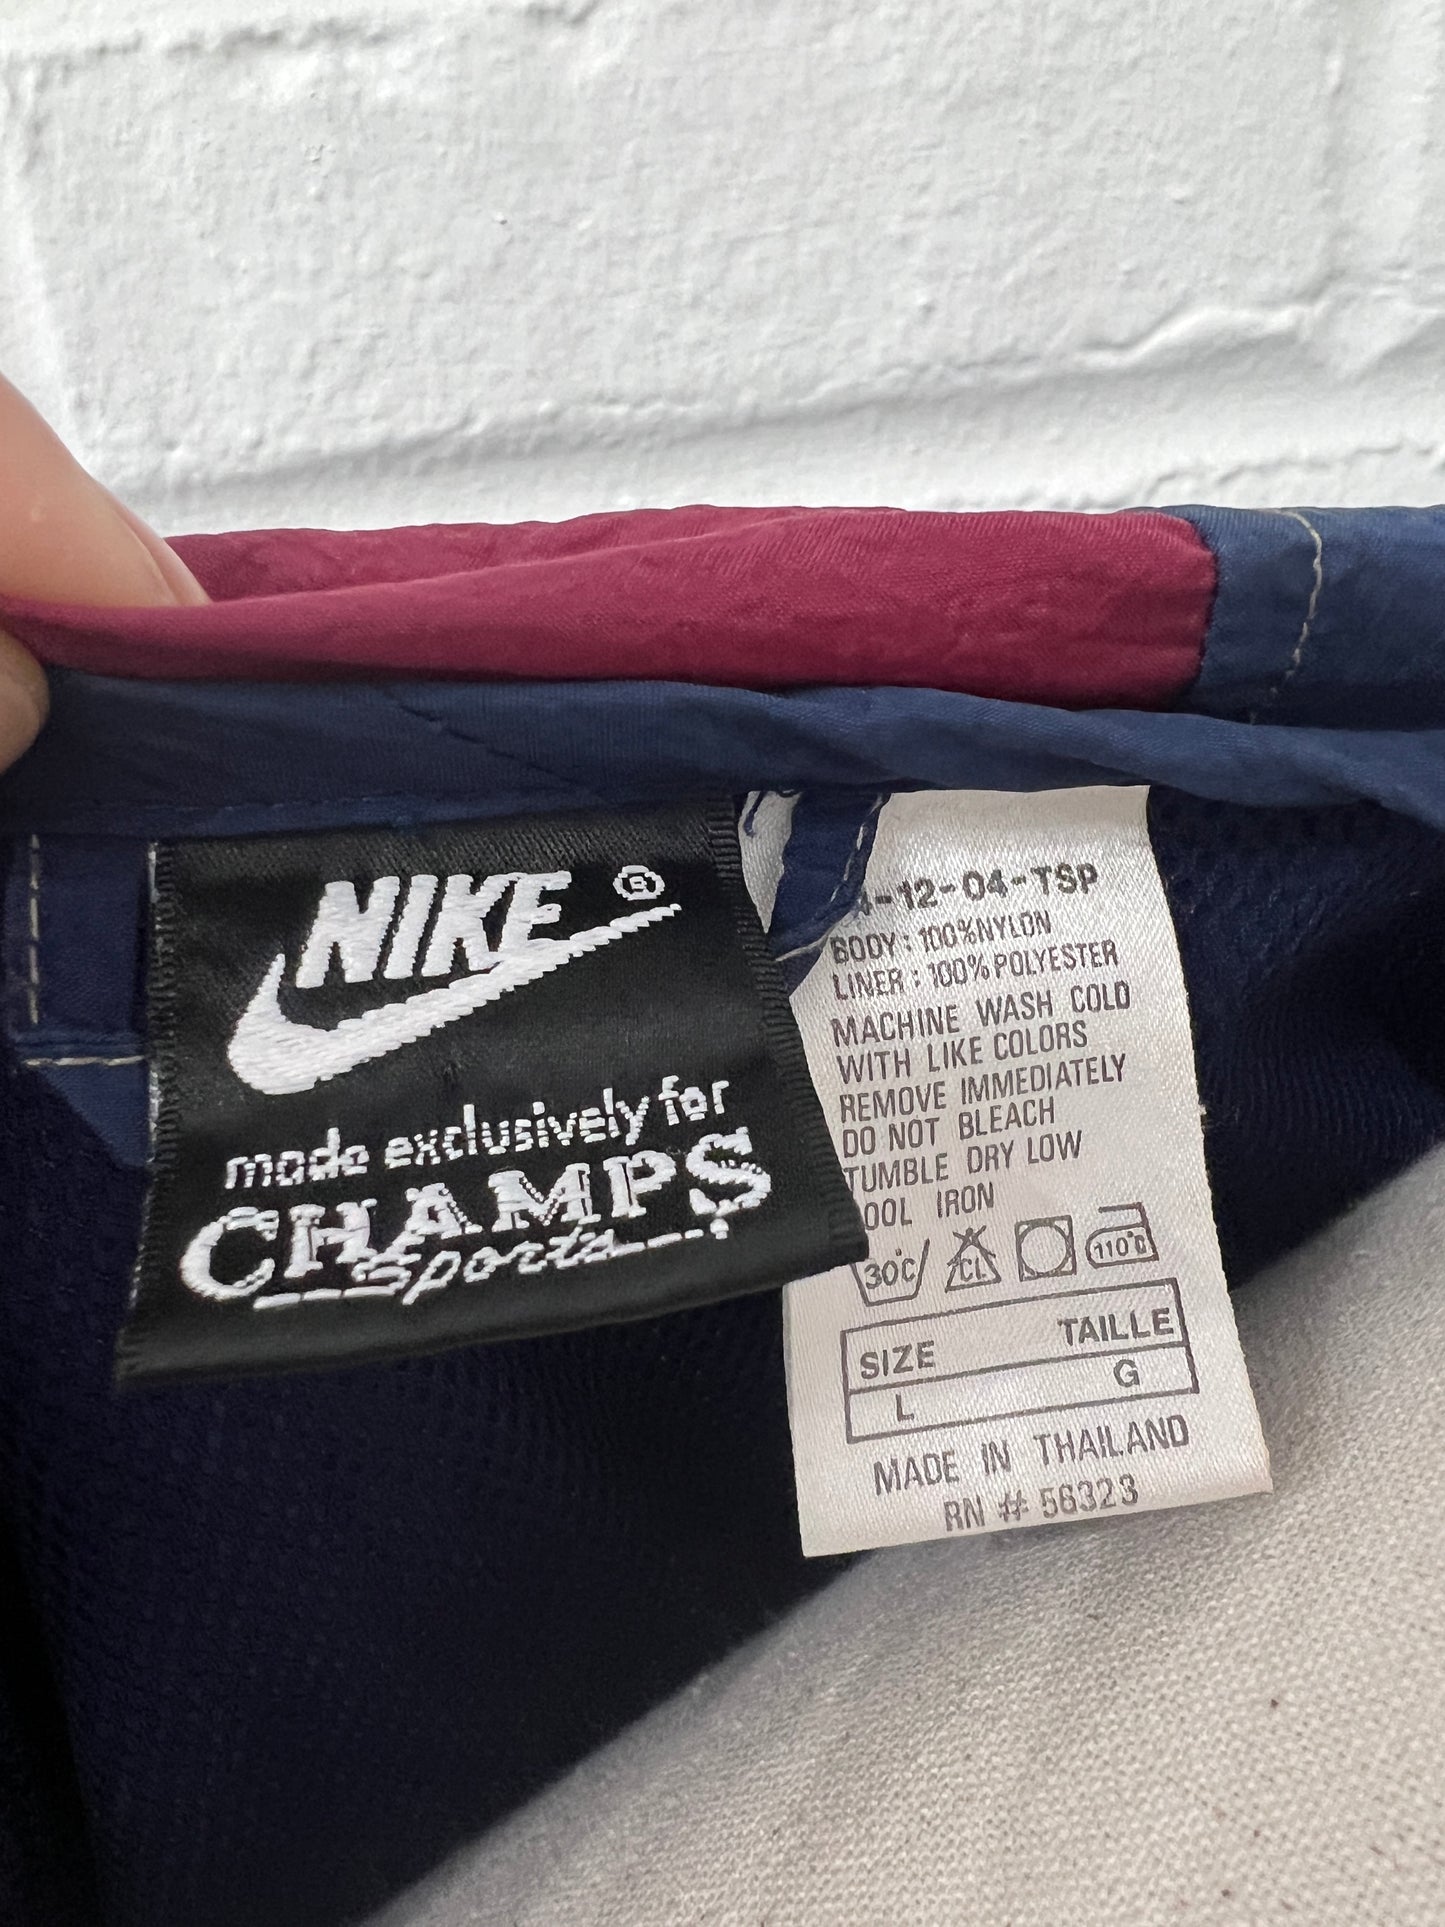 NIKE ®
made exclusively for
CHAMPS
Sports
-12-04-TSP
BODY : 100% NYLON
LINER : 100% POLYESTER
MACHINE WASH COLD
WITH LIKE COLORS
REMOVE IMMEDIATELY
DO NOT BLEACH
TUMBLE DRY LOW
OOL IRON
30°C CL 110°C
SIZE TAILLE
L G
MADE IN THAILAND
RN # 56323